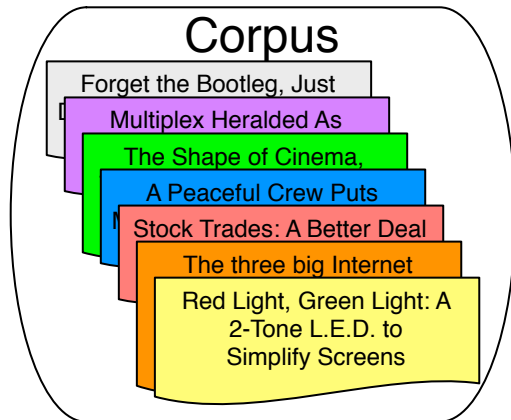 Corpus
Forget the Bootleg, Just
Multiplex Heralded As
The Shape of Cinema,
A Peaceful Crew Puts
Stock Trades: A Better Deal
The three big Internet
Red Light, Green Light: A
2-Tone L.E.D. to
Simplify Screens